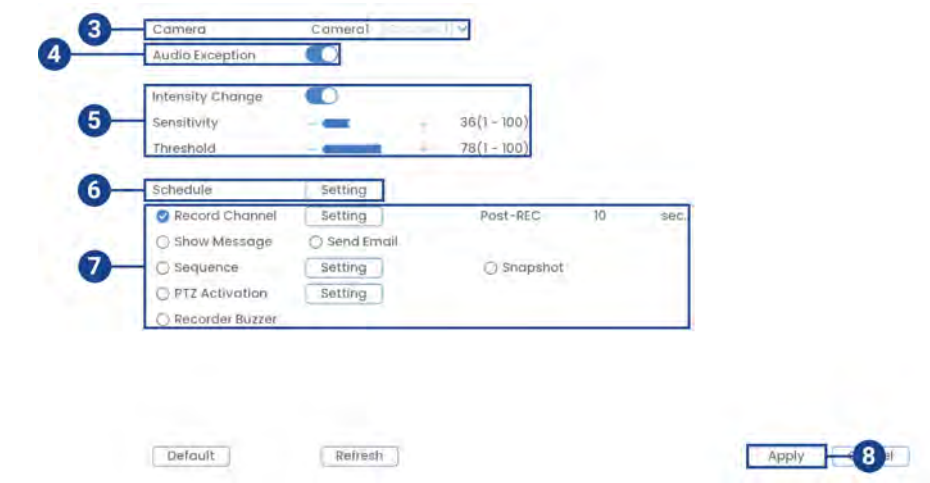 3 Camera Camera1
4 Audio Exception
Intensity Change
5 Sensitivity - + 36(1 - 100)
Threshold - + 78(1 - 100)
6 Schedule Setting
Record Channel Setting Post-REC 10 sec.
Show Message Send Email
7 Sequence Setting Snapshot
PTZ Activation Setting
Recorder Buzzer
Default Refresh Apply 8